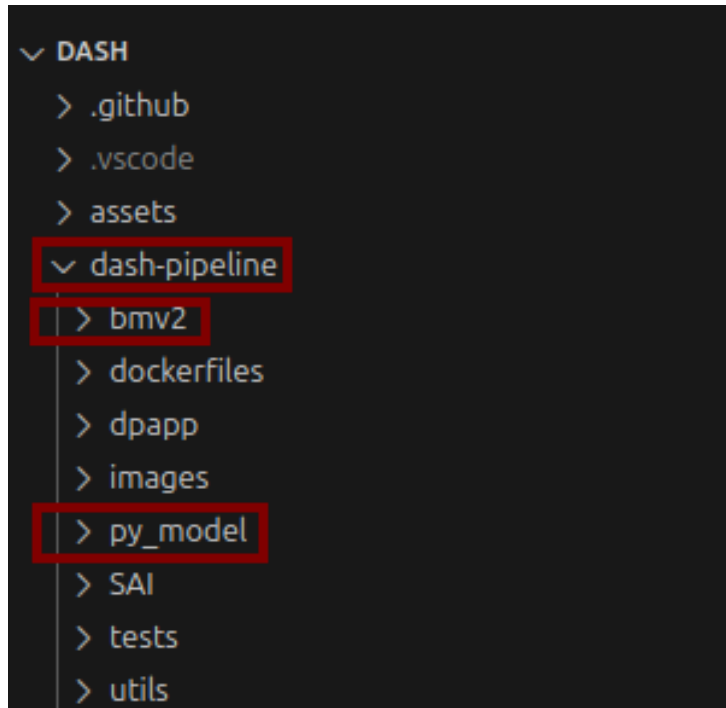 DASH
.github
.vscode
assets
dash-pipeline
bmv2
dockerfiles
dpapp
images
py_model
SAI
tests
utils